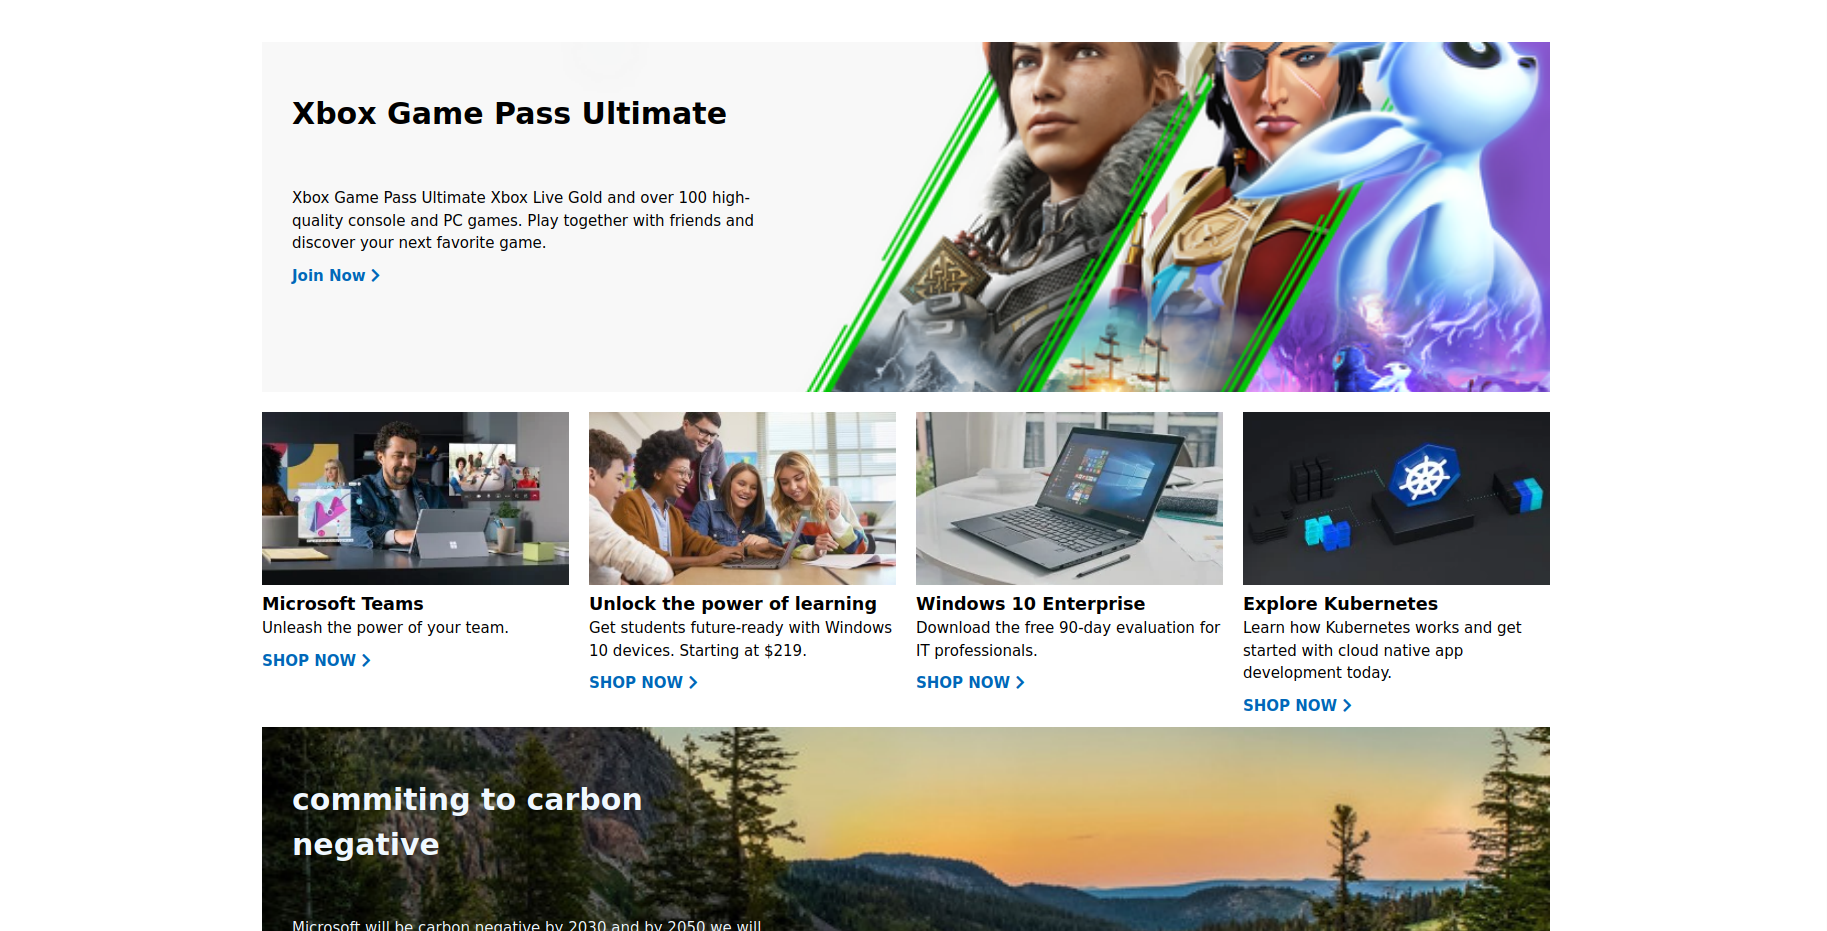 Xbox Game Pass Ultimate
Xbox Game Pass Ultimate Xbox Live Gold and over 100 high-
quality console and PC games. Play together with friends and
discover your next favorite game.
Join Now
Microsoft Teams
Unleash the power of your team.
SHOP NOW
Unlock the power of learning
Get students future-ready with Windows
10 devices. Starting at $219.
SHOP NOW
Windows 10 Enterprise
Download the free 90-day evaluation for
IT professionals.
SHOP NOW
Explore Kubernetes
Learn how Kubernetes works and get
started with cloud native app
development today.
SHOP NOW
commiting to carbon
negative
Microsoft will be carbon negative by 2030 and by 2050 we will